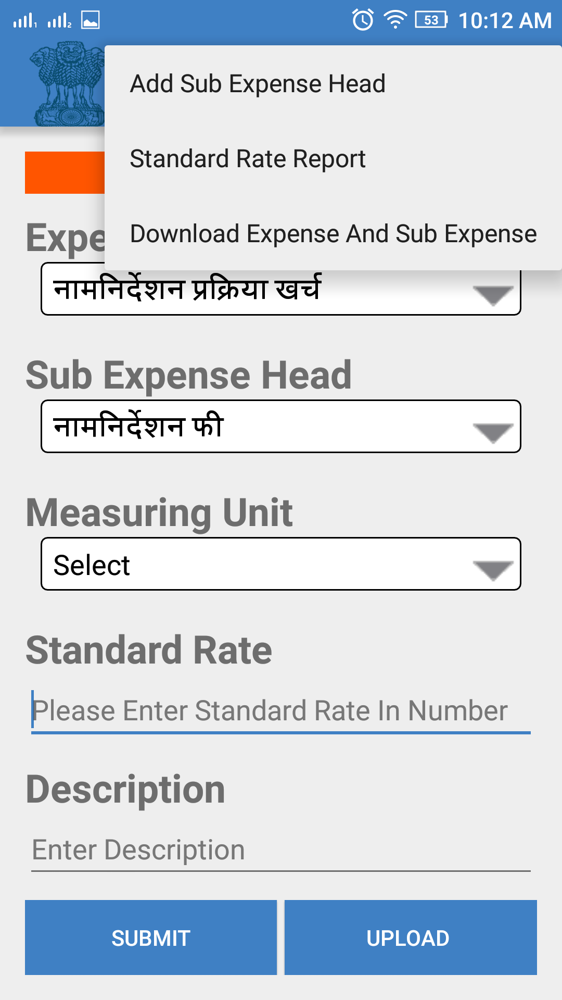 1 2 53 10:12 AM
Add Sub Expense Head
Standard Rate Report
Download Expense And Sub Expense
Expe
नामनिर्देशन प्रक्रिया खर्च
Sub Expense Head
नामनिर्देशन फी
Measuring Unit
Select
Standard Rate
Please Enter Standard Rate In Number
Description
Enter Description
SUBMIT UPLOAD